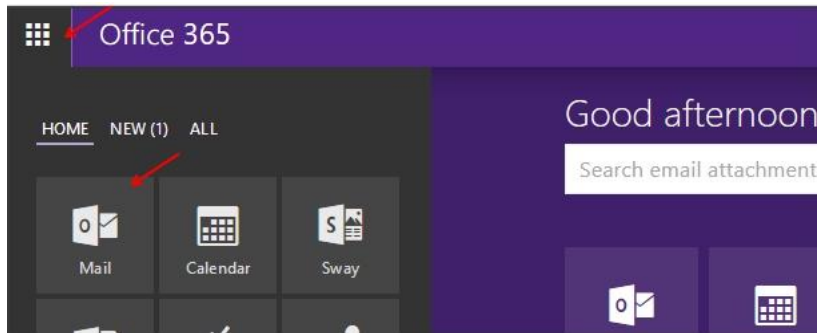 Office 365
HOME NEW (1) ALL
Good afternoon
Search email attachment
Mail Calendar Sway